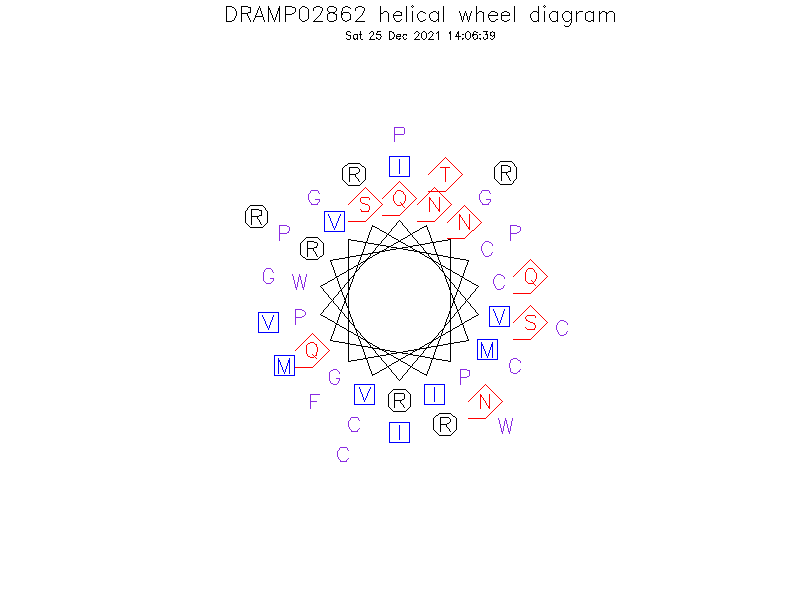 DRAMP02862 helical wheel diagram
Sat 25 Dec 2021 14:06:39
P
R I T R
G S Q N G
R P V N P
R C
G W C Q
V P V S C
Q M
M C
G P
F V R I N
C I R W
C